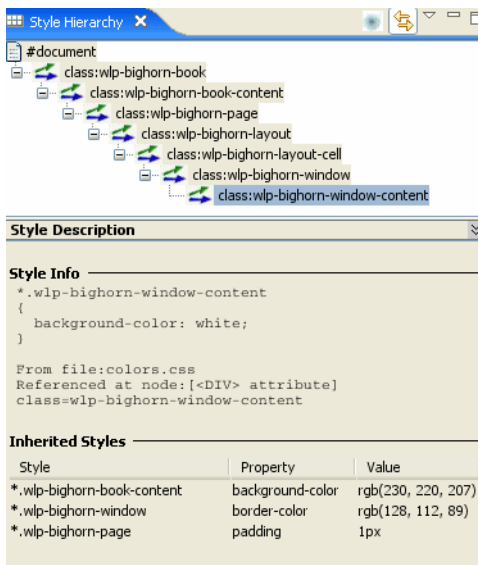 Style Hierarchy
#document
class:wlp-bighorn-book
class:wlp-bighorn-book-content
class:wlp-bighorn-page
class:wlp-bighorn-layout
class:wlp-bighorn-layout-cell
class:wlp-bighorn-window
class:wlp-bighorn-window-content
Style Description
Style Info
*.wlp-bighorn-window-content
{
background-color: white;
}
From file:colors.css
Referenced at node:[<DIV> attribute]
class=wlp-bighorn-window-content
Inherited Styles
Style Property Value
*.wlp-bighorn-book-content background-color rgb(230, 220, 207)
*.wlp-bighorn-window border-color rgb(128, 112, 89)
*.wlp-bighorn-page padding 1px